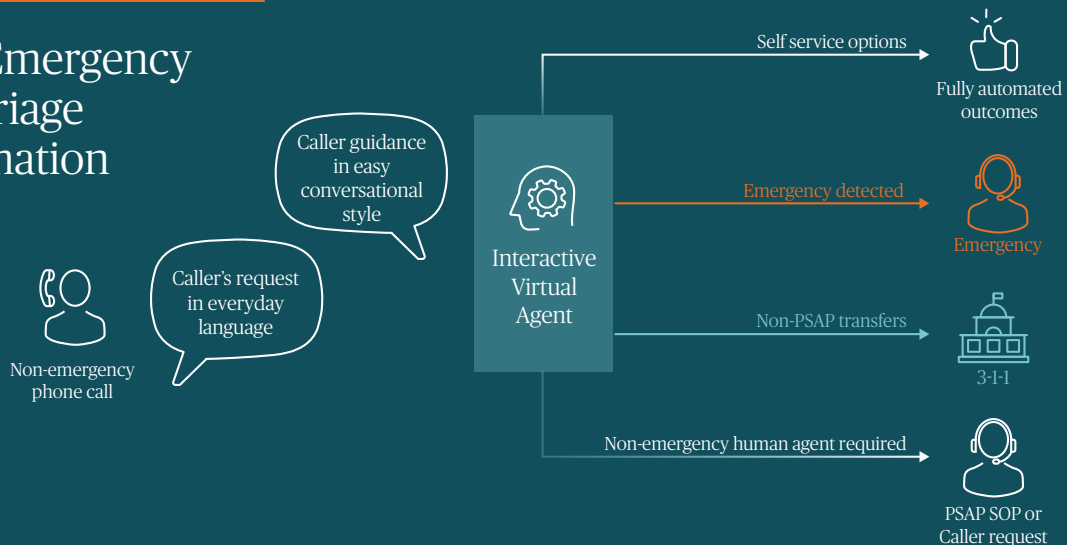 Emergency
riage
nation
Non-emergency
phone call
Caller's request
in everyday
language
Caller guidance
in easy
conversational
style
Interactive
Virtual
Agent
Self service options
Fully automated
outcomes
Emergency detected
Emergency
Non-PSAP transfers
3-1-1
Non-emergency human agent required
PSAP SOP or
Caller request